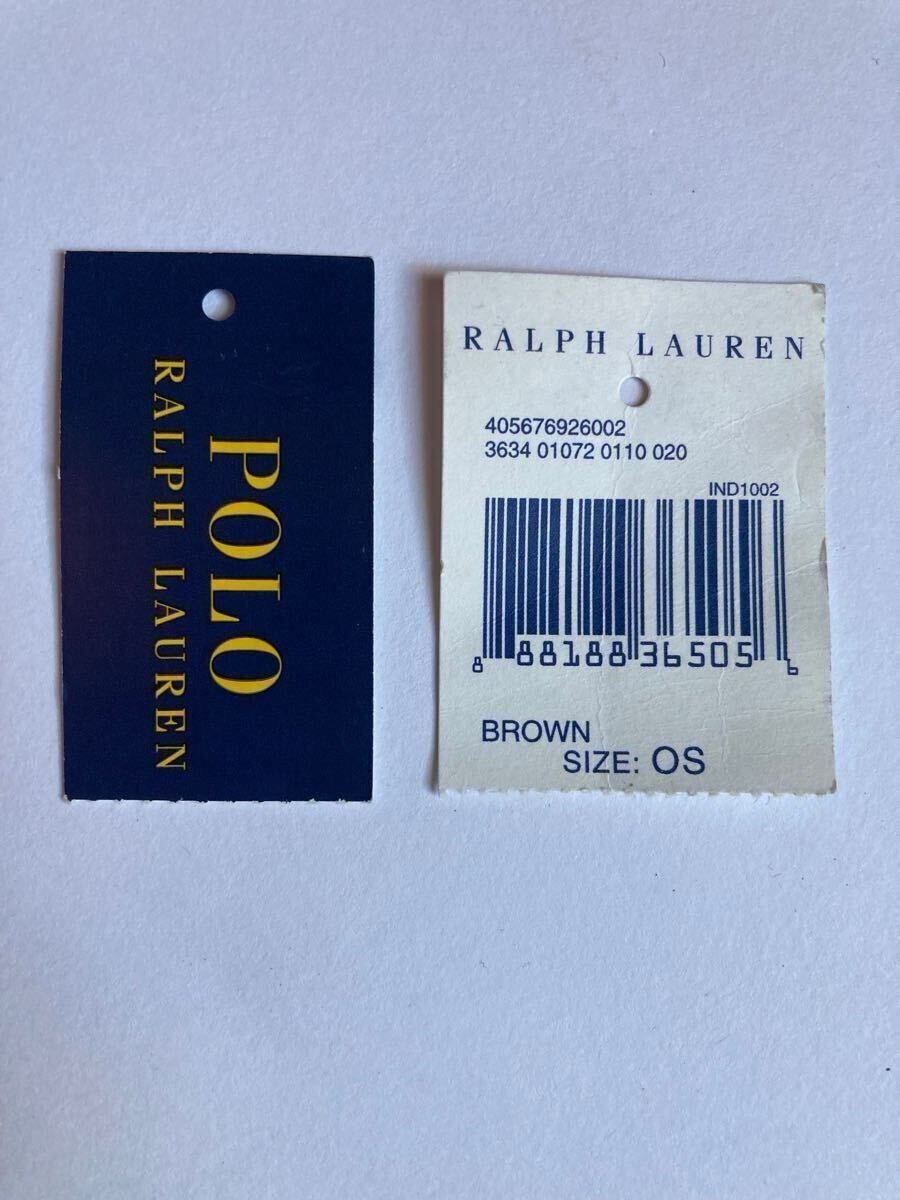 POLO
RALPH LAUREN
RALPH LAUREN
405676926002
3634 01072 0110 020
IND1002
8 88188 36505 6
BROWN
SIZE: OS